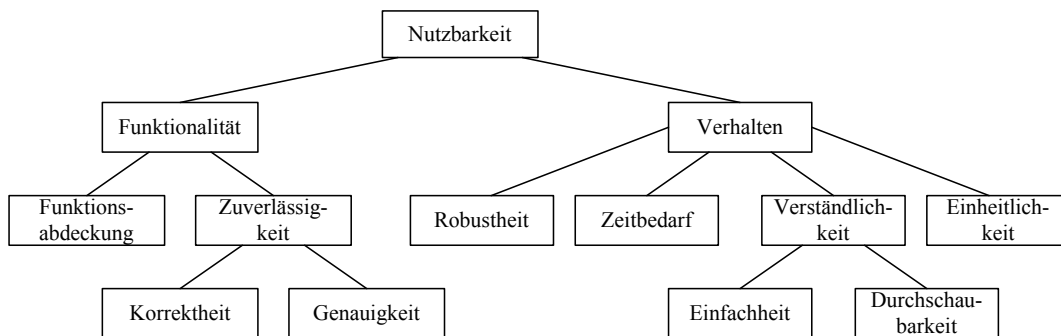 Nutzbarkeit
Funktionalität
Verhalten
Funktions-
abdeckung
Zuverlässig-
keit
Robustheit
Zeitbedarf
Verständlich-
keit
Einheitlich-
keit
Korrektheit
Genauigkeit
Einfachheit
Durchschau-
barkeit